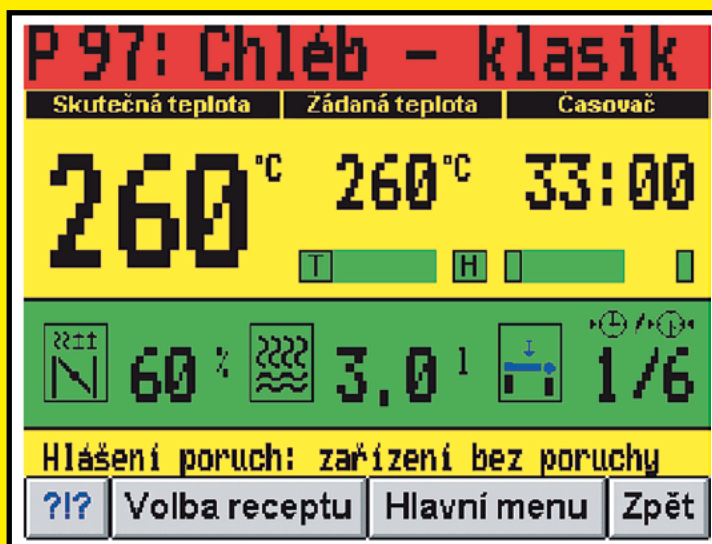 P 97: Chléb - klasik
Skutečná teplota Žádaná teplota Časovač
260 °C 260 °C 33:00
T H
60 % 3,0 l 1/6
Hlášení poruch: zařízení bez poruchy
?!? Volba receptu Hlavní menu Zpět